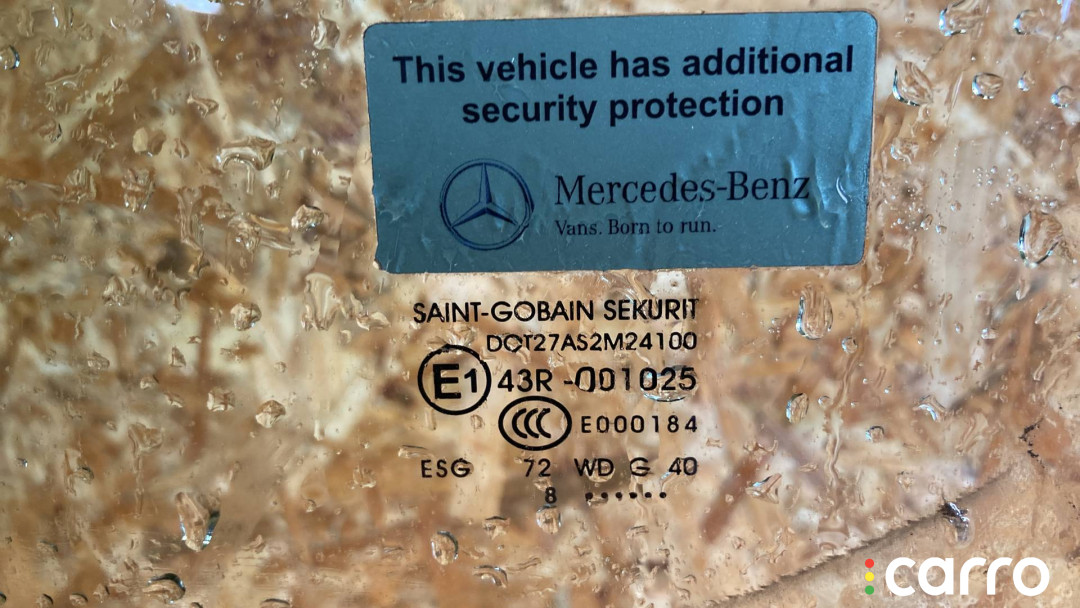 This vehicle has additional
security protection
Mercedes-Benz
Vans. Born to run.
SAINT-GOBAIN SEKURIT
DOT27AS2M24100
E1 43R -001025
CCC E000184
ESG 72 WD G 40
8 ••••••
carro